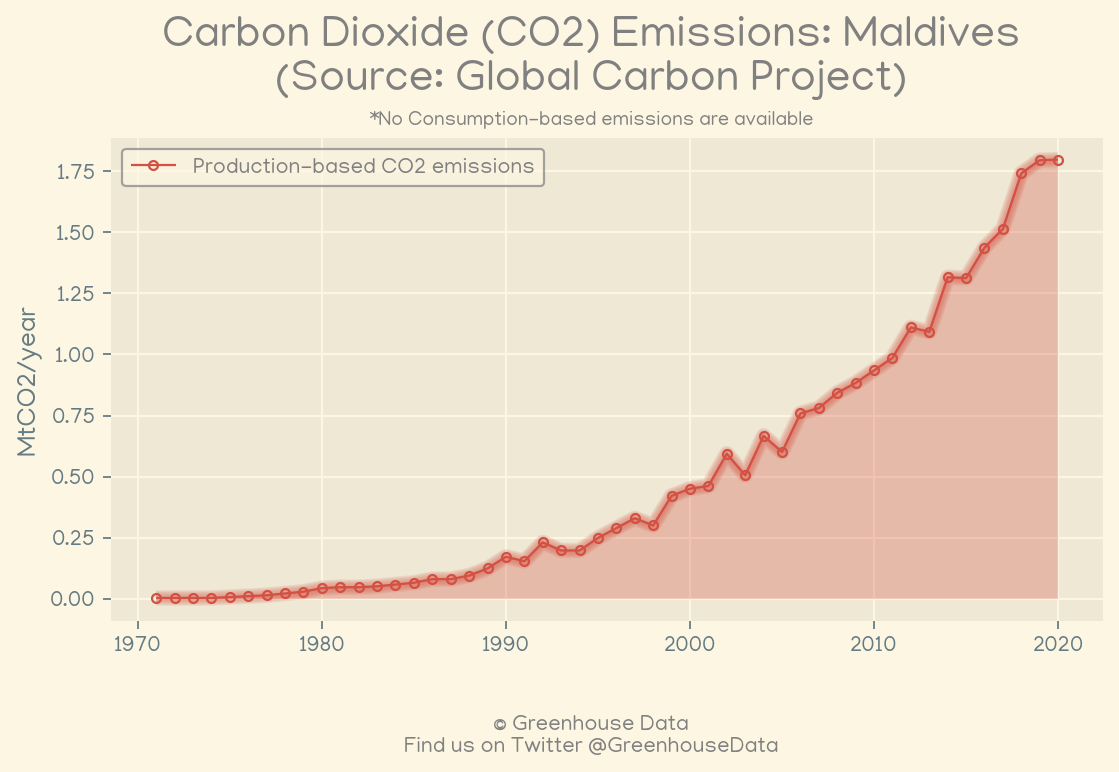 Carbon Dioxide (CO2) Emissions: Maldives
(Source: Global Carbon Project)
*No Consumption-based emissions are available
Production-based CO2 emissions
MtCO2/year
1.75
1.50
1.25
1.00
0.75
0.50
0.25
0.00
1970 1980 1990 2000 2010 2020
© Greenhouse Data
Find us on Twitter @GreenhouseData